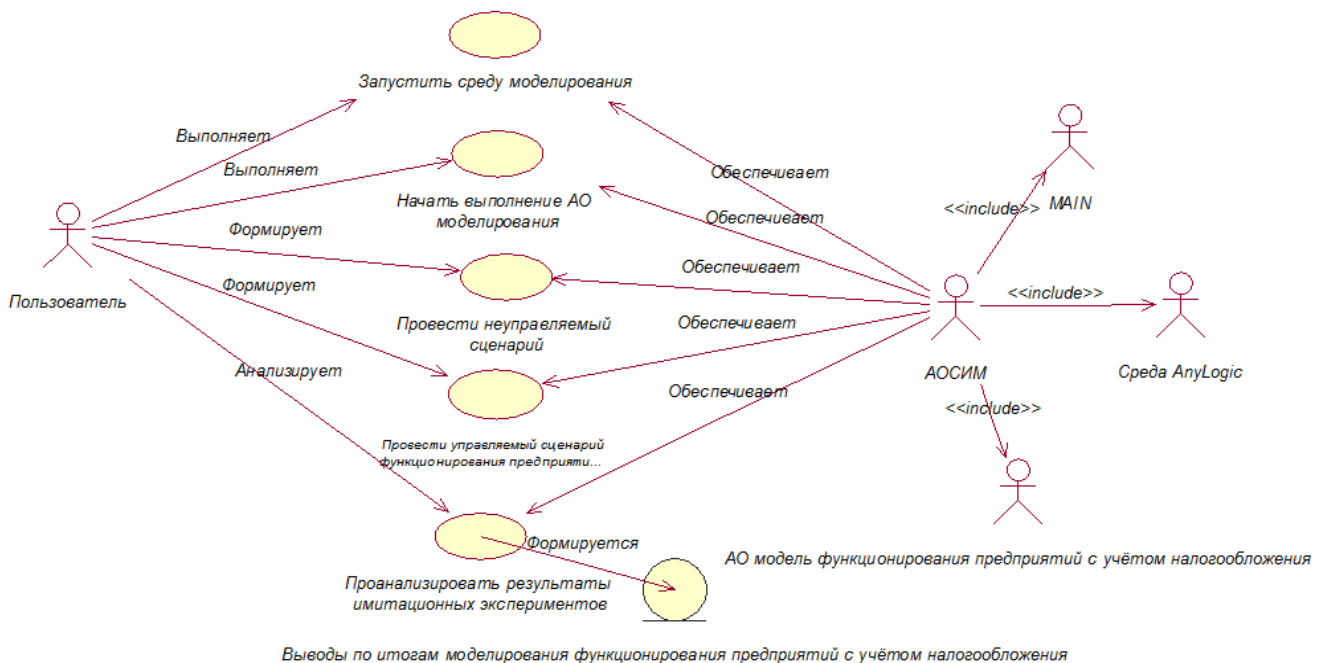 Запустить среду моделирования
Выполняет
Обеспечивает
Выполняет
Начать выполнение АО
моделирования
Обеспечивает
<<include>>
MAIN
Формирует
Обеспечивает
<<include>>
Пользователь
Формирует
Провести неуправляемый
сценарий
Обеспечивает
АОСИМ
Среда AnyLogic
Анализирует
Обеспечивает
<<include>>
Провести управляемый сценарий
функционирования предприяти...
Формируется
АО модель функционирования предприятий с учётом налогообложения
Проанализировать результаты
имитационных экспериментов
Выводы по итогам моделирования функционирования предприятий с учётом налогообложения